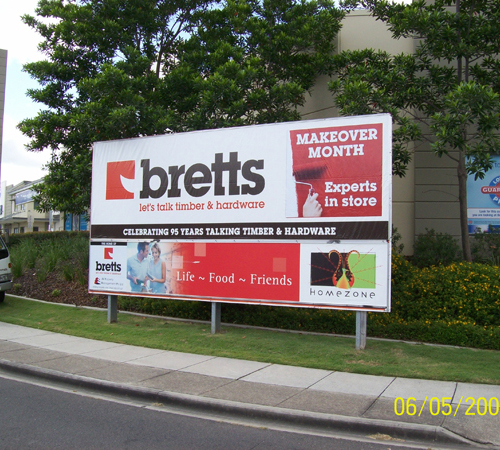 MAKEOVER
MONTH
Experts
in store
bretts
let's talk timber & hardware
CELEBRATING 95 YEARS TALKING TIMBER & HARDWARE
bretts
Life ~ Food ~ Friends
HOMEZONE
06/05/200